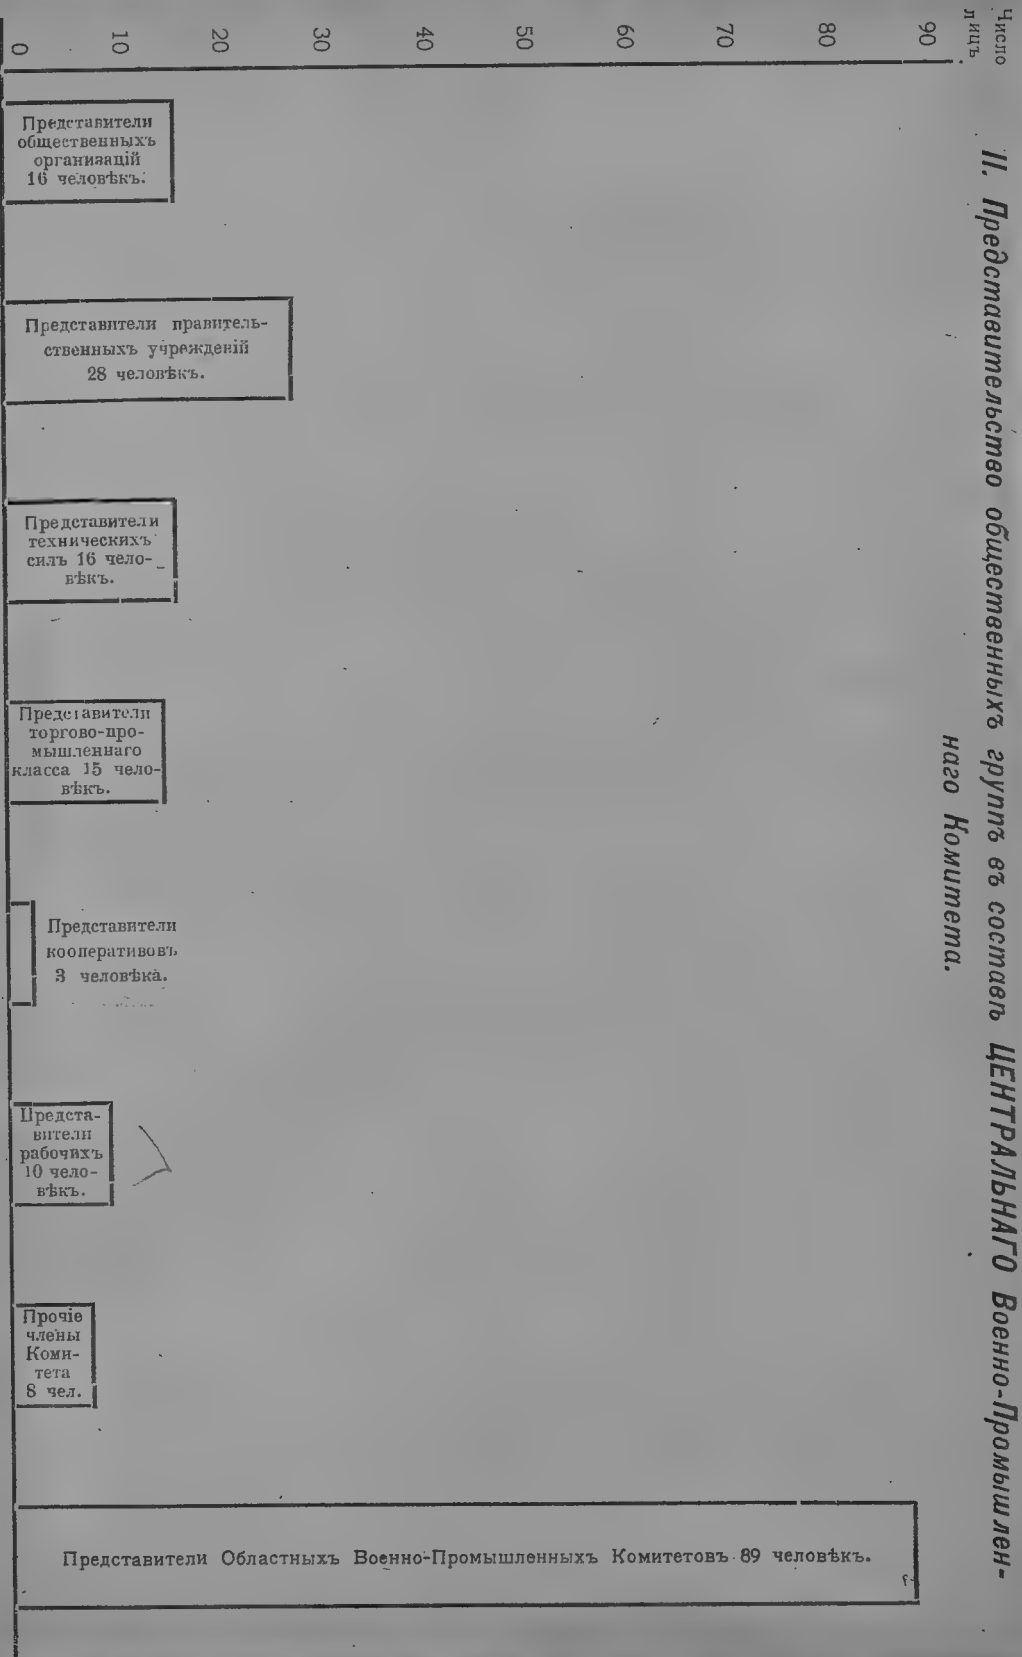 II. Представительство общественныхъ группъ въ составѣ ЦЕНТРАЛЬНАГО Военно-Промышлен-
наго Комитета.
Число
лицъ
90
80
70
60
50
40
30
20
10
0
Представители
общественныхъ
организацій
16 человѣкъ.
Представители правитель-
ственныхъ учрежденій
28 человѣкъ.
Представители
техническихъ
силъ 16 чело-
вѣкъ.
Представители
торгово-про-
мышленнаго
класса 15 чело-
вѣкъ.
Представители
кооперативовъ
3 человѣка.
Предста-
вители
рабочихъ
10 чело-
вѣкъ.
Прочіе
члены
Коми-
тета
8 чел.
Представители Областныхъ Военно-Промышленныхъ Комитетовъ 89 человѣкъ.